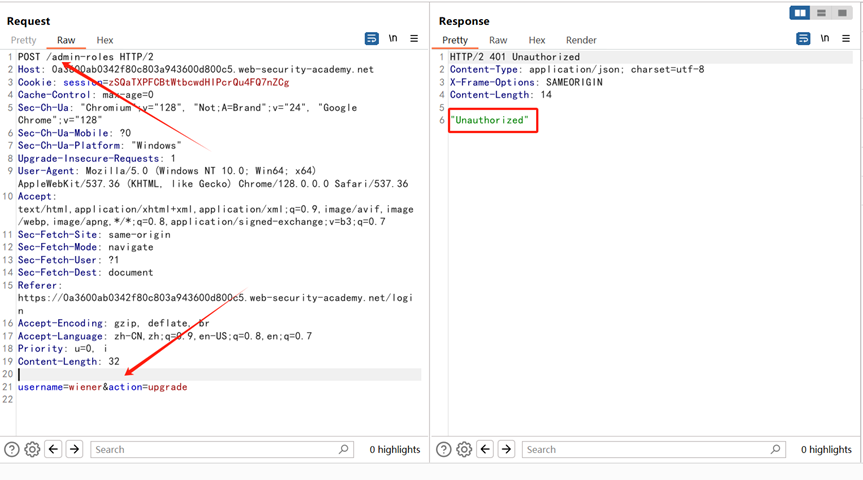 Request
Pretty Raw Hex
\n
1 POST /admin-roles HTTP/2
2 Host: 0a3600ab0342f80c803a943600d800c5.web-security-academy.net
3 Cookie: session=zSQaTXPFCBtWtbcwdHIPcrQu4FQ7nZCg
4 Cache-Control: max-age=0
5 Sec-Ch-Ua: "Chromium";v="128", "Not;A=Brand";v="24", "Google
Chrome";v="128"
6 Sec-Ch-Ua-Mobile: ?0
7 Sec-Ch-Ua-Platform: "Windows"
8 Upgrade-Insecure-Requests: 1
9 User-Agent: Mozilla/5.0 (Windows NT 10.0; Win64; x64)
AppleWebKit/537.36 (KHTML, like Gecko) Chrome/128.0.0.0 Safari/537.36
10 Accept:
text/html,application/xhtml+xml,application/xml;q=0.9,image/avif,image
/webp,image/apng,*/*;q=0.8,application/signed-exchange;v=b3;q=0.7
11 Sec-Fetch-Site: same-origin
12 Sec-Fetch-Mode: navigate
13 Sec-Fetch-User: ?1
14 Sec-Fetch-Dest: document
15 Referer:
https://0a3600ab0342f80c803a943600d800c5.web-security-academy.net/logi
n
16 Accept-Encoding: gzip, deflate, br
17 Accept-Language: zh-CN,zh;q=0.9,en-US;q=0.8,en;q=0.7
18 Priority: u=0, i
19 Content-Length: 32
20
21 username=wiener&action=upgrade
22
Search
0 highlights
Response
Pretty Raw Hex Render
\n
1 HTTP/2 401 Unauthorized
2 Content-Type: application/json; charset=utf-8
3 X-Frame-Options: SAMEORIGIN
4 Content-Length: 14
5
6 "Unauthorized"
Search
0 highlights